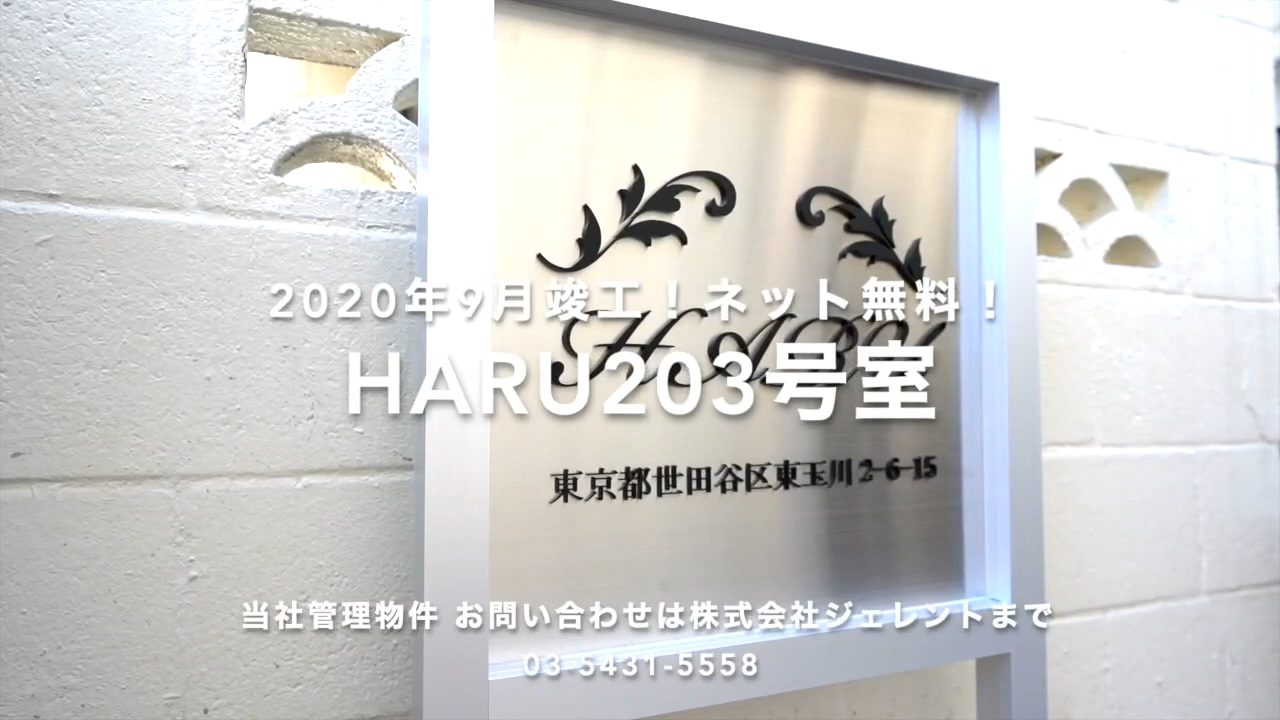 2020年9月竣工！ネット無料！
HARU
HARU203号室
東京都世田谷区東玉川2-6-15
当社管理物件 お問い合わせは株式会社ジェレントまで
03-5431-5558